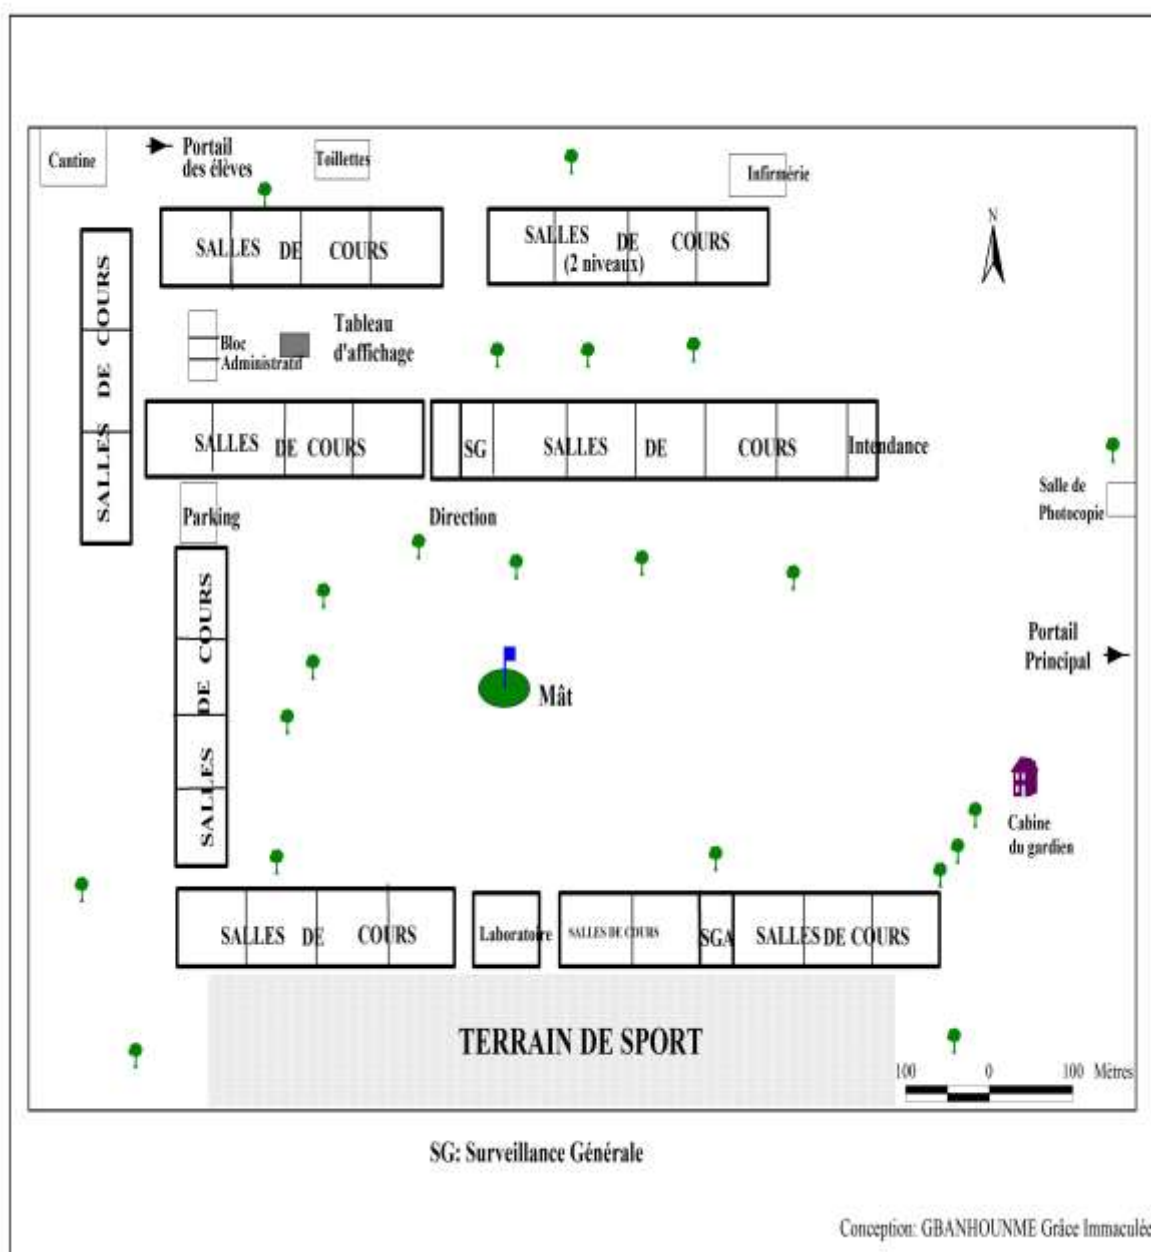 Cantine
Portail
des élèves
Toillettes
Infirmérie
SALLES DE COURS
SALLES DE COURS
(2 niveaux)
N
SALLES DE COURS
Bloc
Administratif
Tableau
d'affichage
SALLES DE COURS
SG
SALLES DE COURS
Intendance
Salle de
Photocopie
Parking
Direction
SALLES DE COURS
Portail
Principal
Mât
Cabine
du gardien
SALLES DE COURS
Laboratoire
SALLES DE COURS
SGA
SALLES DE COURS
TERRAIN DE SPORT
100 0 100 Mètres
SG: Surveillance Générale
Conception: GBANHOUNME Grâce Immaculée